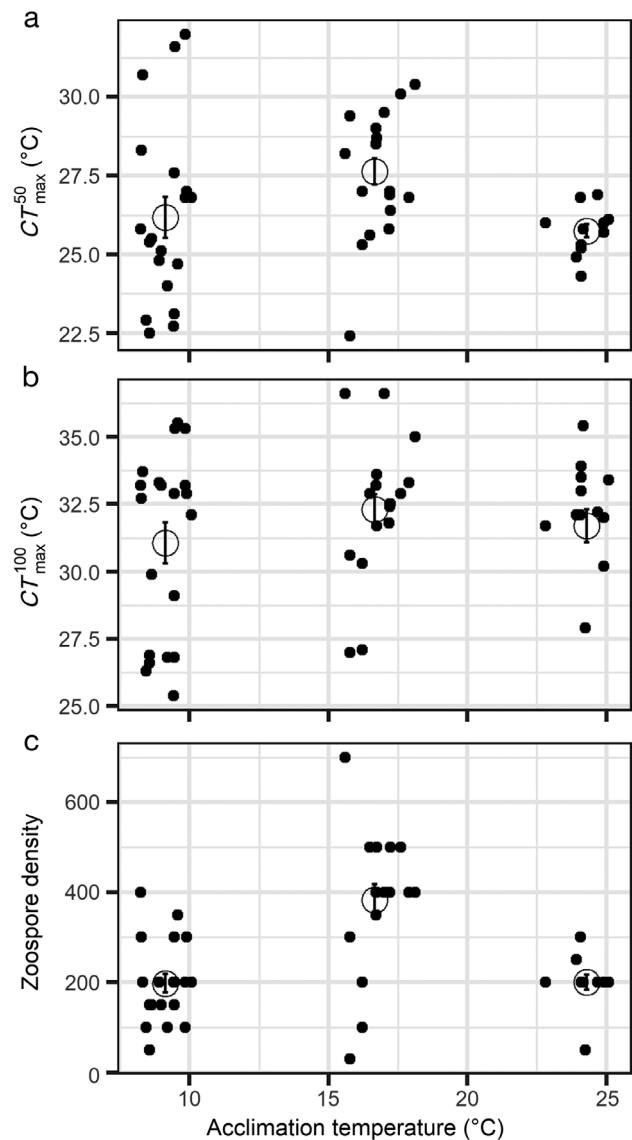 a
CT50max (°C)
30.0
27.5
25.0
22.5
b
CT100max (°C)
35.0
32.5
30.0
27.5
25.0
c
Zoospore density
600
400
200
0
10 15 20 25
Acclimation temperature (°C)